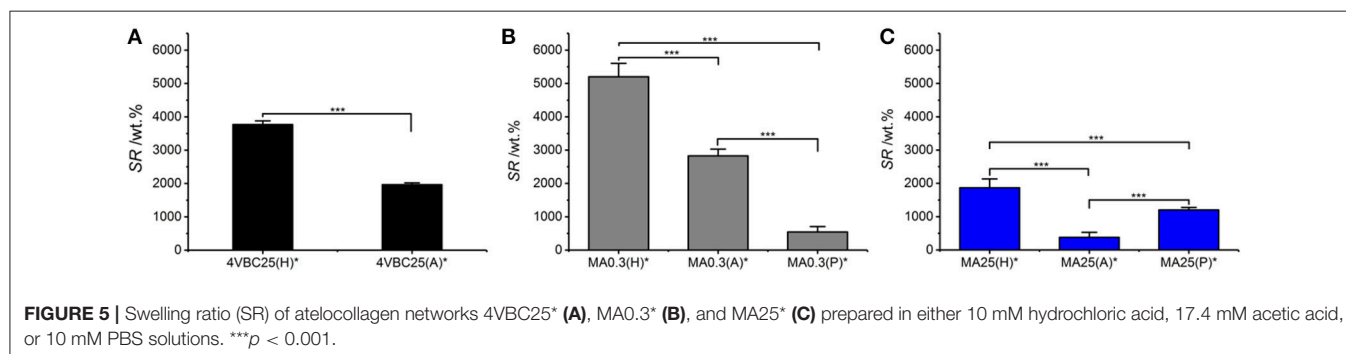 A
SR /wt.%
6000
5000
4000
3000
2000
1000
0
***
4VBC25(H)*
4VBC25(A)*
B
SR /wt.%
6000
5000
4000
3000
2000
1000
0
***
***
***
MA0.3(H)*
MA0.3(A)*
MA0.3(P)*
C
SR /wt.%
6000
5000
4000
3000
2000
1000
0
***
***
***
MA25(H)*
MA25(A)*
MA25(P)*
FIGURE 5 | Swelling ratio (SR) of atelocollagen networks 4VBC25* (A), MA0.3* (B), and MA25* (C) prepared in either 10 mM hydrochloric acid, 17.4 mM acetic acid,
or 10 mM PBS solutions. ***p < 0.001.